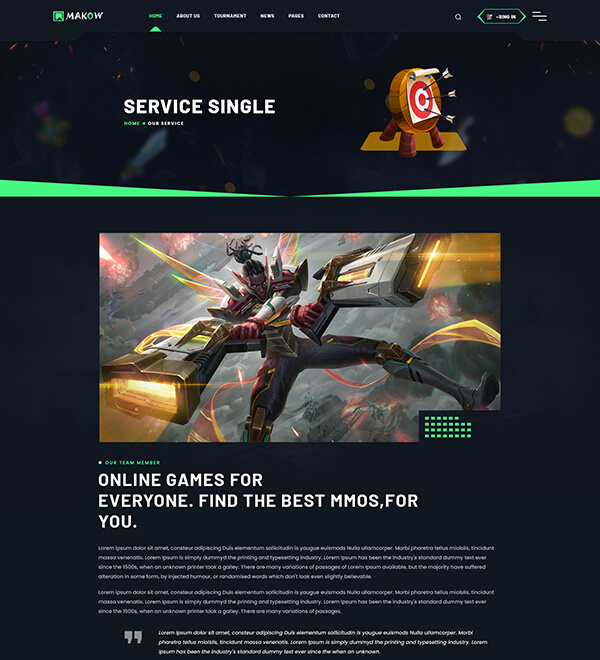 MAKOW
HOME ABOUT US TOURNAMENT NEWS PAGES CONTACT
~SING IN
SERVICE SINGLE
HOME OUR SERVICE
OUR TEAM MEMBER
ONLINE GAMES FOR
EVERYONE. FIND THE BEST MMOS,FOR
YOU.
Lorem ipsum dolor sit amet, consteur adipiscing Duis elementum sollicitudin is yaugue euismods Nulla ullamcorper. Morbi pharetra tellus miolslis, tincidunt
massa venenatis. Lorem Ipsum is simply dummyd the printing and typesetting industry. Lorem Ipsum has been the industry's standard dummy text ever
since the 1500s, when an unknown printer took a galley. There are many variations of passages of Lorem Ipsum available, but the majority have suffered
alteration in some form, by injected humour, or randomised words which don't look even slightly believable.
Lorem ipsum dolor sit amet, consteur adipiscing Duis elementum sollicitudin is yaugue euismods Nulla ullamcorper. Morbi pharetra tellus miolslis, tincidunt
massa venenatis. Lorem Ipsum is simply dummyd the printing and typesetting industry. Lorem Ipsum has been the industry's standard dummy text ever
since the 1500s, when an unknown printer took a galley. There are many variations of passages.
Lorem ipsum dolor sit amet, consteur adipiscing Duis elementum sollicitudin is yaugue euismods Nulla ullamcorper. Morbi
pharetra tellus miolslis, tincidunt massa venenatis. Lorem Ipsum is simply dummyd the printing and typesetting industry.
Lorem Ipsum has been the industry's standard dummy text ever since the 1500s, when an unknown.